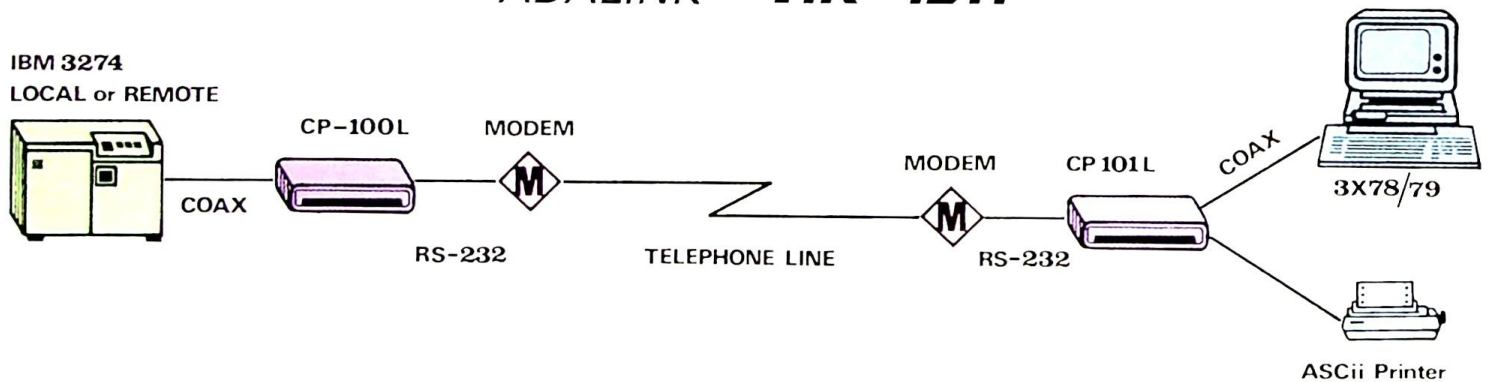 IBM 3274
LOCAL or REMOTE
CP-100L
MODEM
COAX
RS-232
TELEPHONE LINE
MODEM
CP 101L
RS-232
COAX
3X78/79
ASCii Printer
M
M